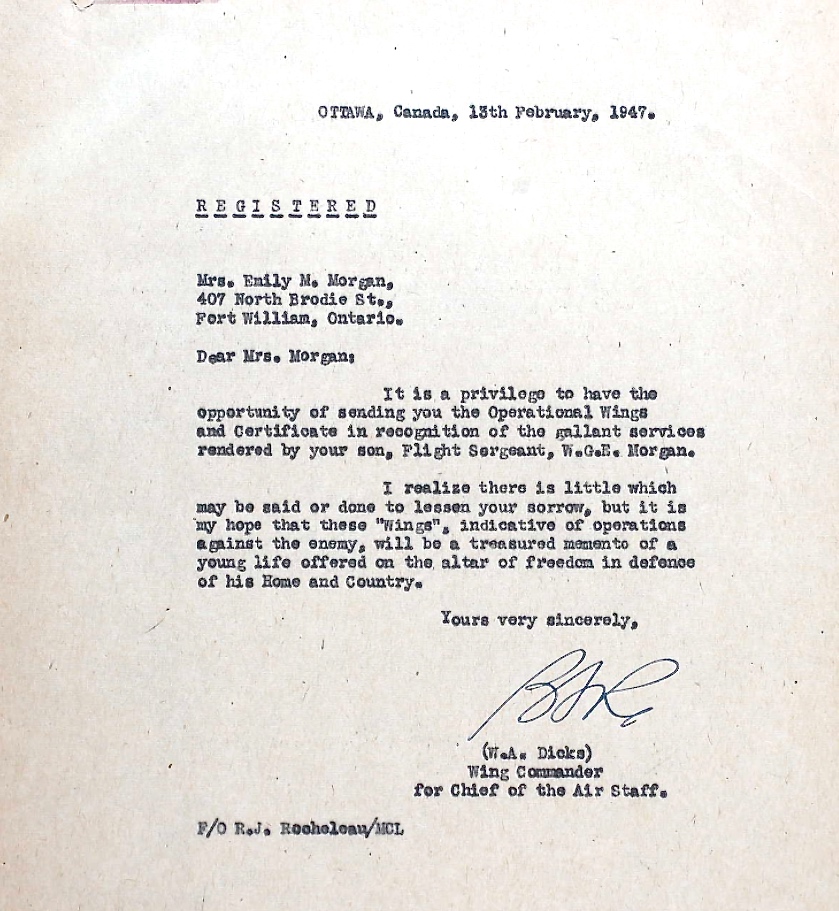 OTTAWA, Canada, 13th February, 1947.
REGISTERED
Mrs. Emily M. Morgan,
407 North Brodie St.,
Fort William, Ontario.
Dear Mrs. Morgan:
It is a privilege to have the
opportunity of sending you the Operational Wings
and Certificate in recognition of the gallant services
rendered by your son, Flight Sergeant, W.G.E. Morgan.
I realize there is little which
may be said or done to lessen your sorrow, but it is
my hope that these "Wings", indicative of operations
against the enemy, will be a treasured memento of a
young life offered on the altar of freedom in defence
of his Home and Country.
Yours very sincerely,
(W.A. Dicks)
Wing Commander
for Chief of the Air Staff.
F/O R.J. Rocheleau/MCL